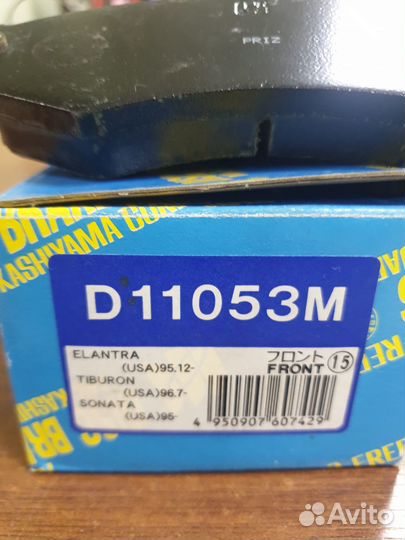 PRIZ
KASHIYAMA
D11053M
ELANTRA
(USA)95.12-
TIBURON
(USA)96.7-
SONATA
(USA)95-
フロント
FRONT
15
4 950907 607429
Avito